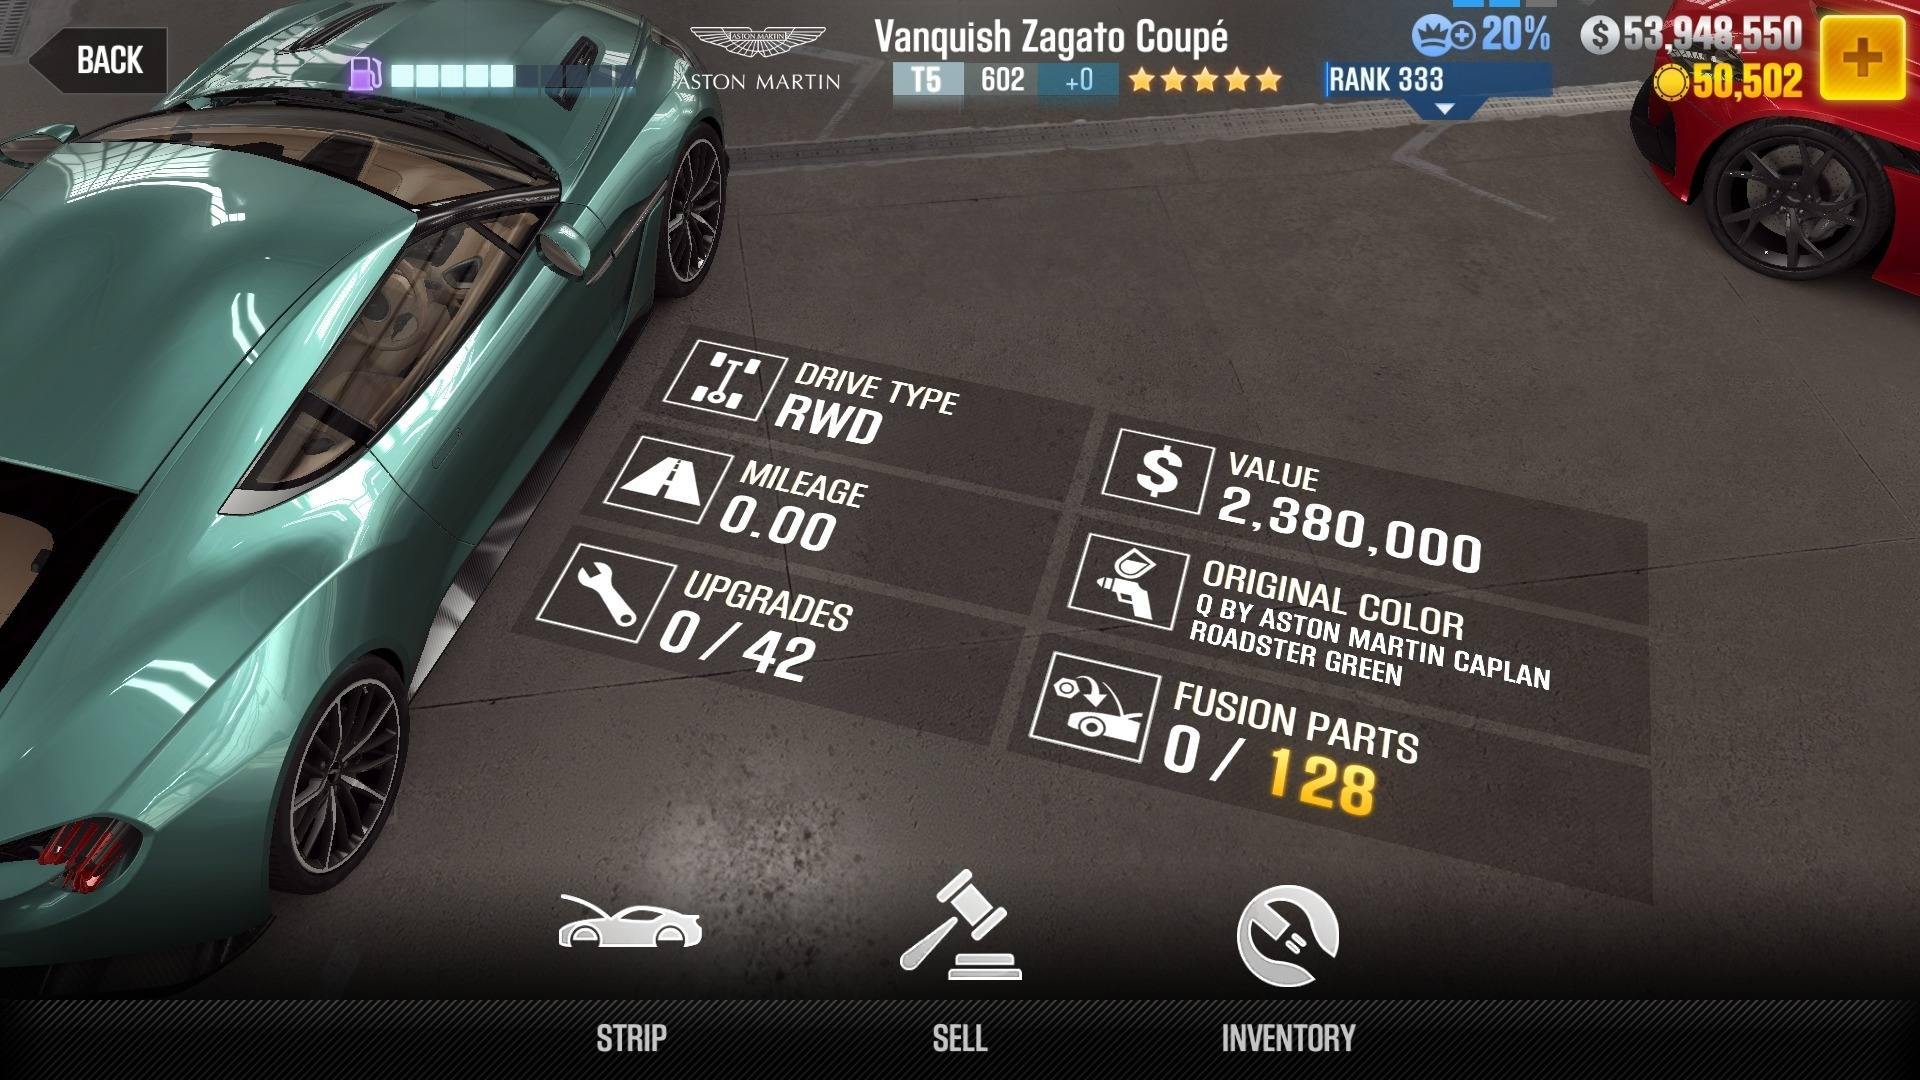 BACK
ASTON MARTIN
ASTON MARTIN
Vanquish Zagato Coupé
T5 602 +0
20%
RANK 333
$ 53,948,550
50,502
DRIVE TYPE
RWD
MILEAGE
0.00
UPGRADES
0 / 42
$ VALUE
2,380,000
ORIGINAL COLOR
Q BY ASTON MARTIN CAPLAN
ROADSTER GREEN
FUSION PARTS
0 / 128
STRIP
SELL
INVENTORY